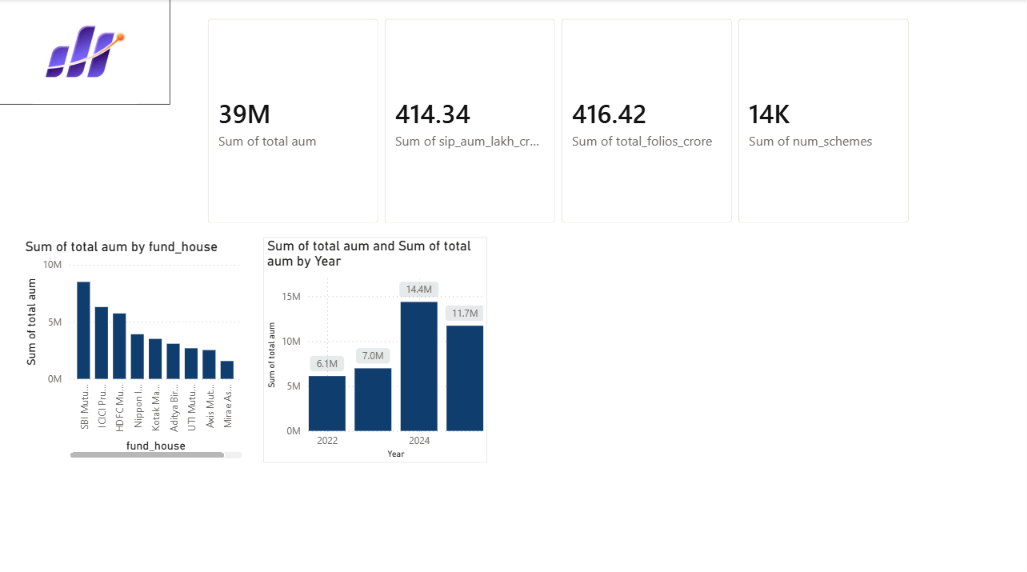 39M
Sum of total aum
414.34
Sum of sip_aum_lakh_cr...
416.42
Sum of total_folios_crore
14K
Sum of num_schemes
Sum of total aum by fund_house
10M
5M
0M
Sum of total aum
SBI Mutu...
ICICI Pru...
HDFC Mu...
Nippon I...
Kotak Ma...
Aditya Bir...
UTI Mutu...
Axis Mut...
Mirae As...
fund_house
Sum of total aum and Sum of total
aum by Year
15M
10M
5M
0M
Sum of total aum
6.1M
7.0M
14.4M
11.7M
2022
2024
Year